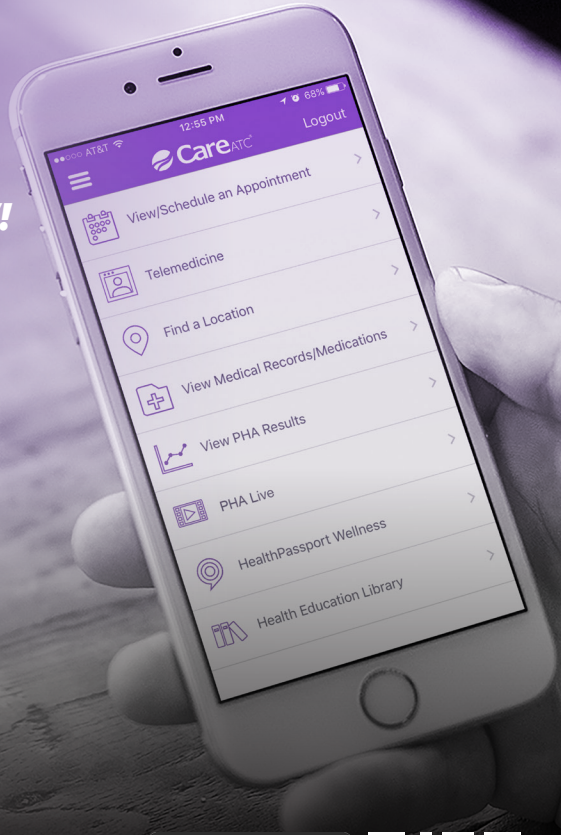 !
AT&T 12:55 PM 68%
CareATC® Logout
View/Schedule an Appointment
Telemedicine
Find a Location
View Medical Records/Medications
View PHA Results
PHA Live
HealthPassport Wellness
Health Education Library